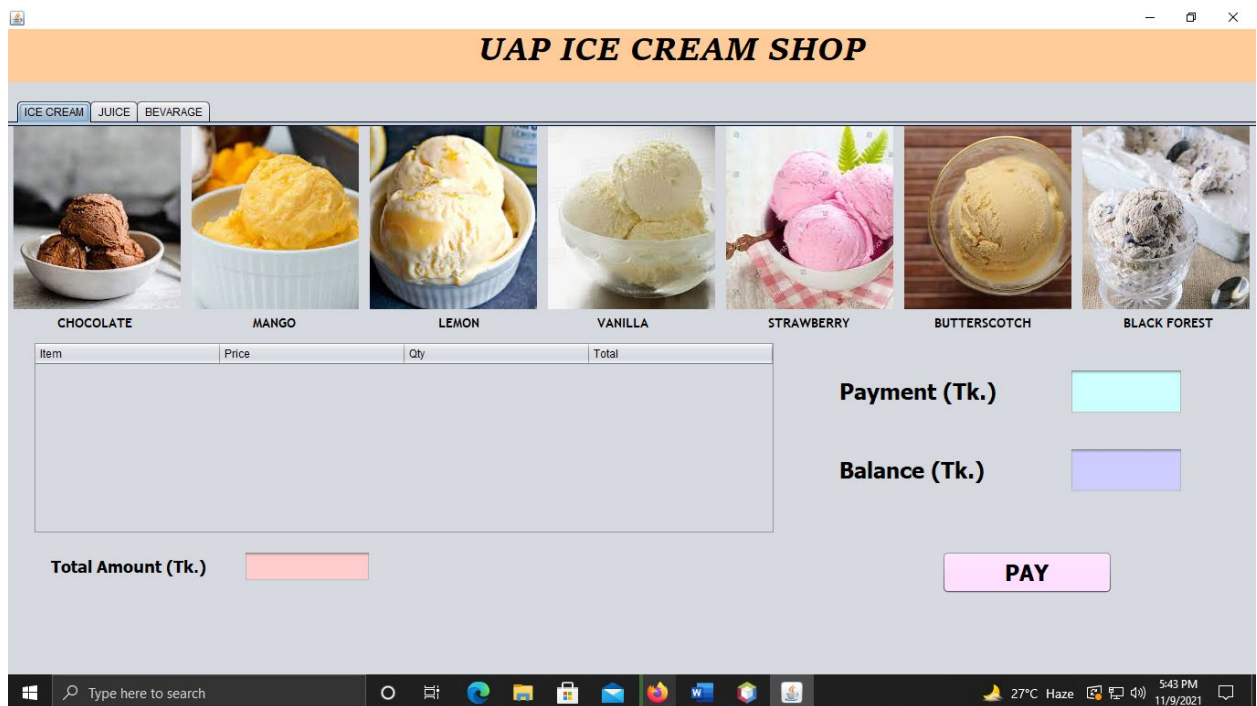 UAP ICE CREAM SHOP
ICE CREAM JUICE BEVARAGE
CHOCOLATE MANGO LEMON VANILLA STRAWBERRY BUTTERSCOTCH BLACK FOREST
Item Price Qty Total
Payment (Tk.)
Balance (Tk.)
Total Amount (Tk.)
PAY
Type here to search
27°C Haze
5:43 PM
11/9/2021